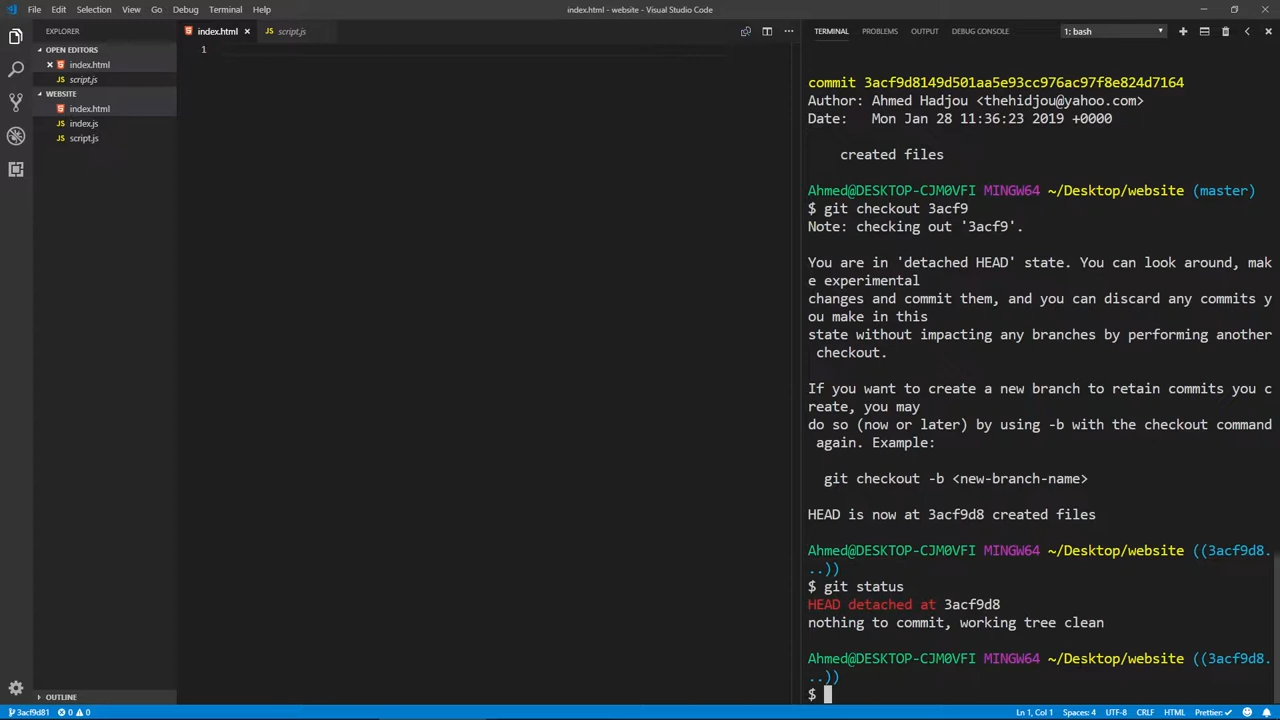 File Edit Selection View Go Debug Terminal Help
index.html - website - Visual Studio Code
EXPLORER
OPEN EDITORS
index.html
script.js
WEBSITE
index.html
JS index.js
JS script.js
OUTLINE
index.html
JS script.js
1
TERMINAL PROBLEMS OUTPUT DEBUG CONSOLE
1: bash
commit 3acf9d8149d501aa5e93cc976ac97f8e824d7164
Author: Ahmed Hadjou <thehidjou@yahoo.com>
Date: Mon Jan 28 11:36:23 2019 +0000
created files
Ahmed@DESKTOP-CJM0VFI MINGW64 ~/Desktop/website (master)
$ git checkout 3acf9
Note: checking out '3acf9'.
You are in 'detached HEAD' state. You can look around, mak
e experimental
changes and commit them, and you can discard any commits y
ou make in this
state without impacting any branches by performing another
checkout.
If you want to create a new branch to retain commits you c
reate, you may
do so (now or later) by using -b with the checkout command
again. Example:
git checkout -b <new-branch-name>
HEAD is now at 3acf9d8 created files
Ahmed@DESKTOP-CJM0VFI MINGW64 ~/Desktop/website ((3acf9d8.
..))
$ git status
HEAD detached at 3acf9d8
nothing to commit, working tree clean
Ahmed@DESKTOP-CJM0VFI MINGW64 ~/Desktop/website ((3acf9d8.
..))
$
3acf9d81 0 0
Ln 1, Col 1 Spaces: 4 UTF-8 CRLF HTML Prettier: ✓